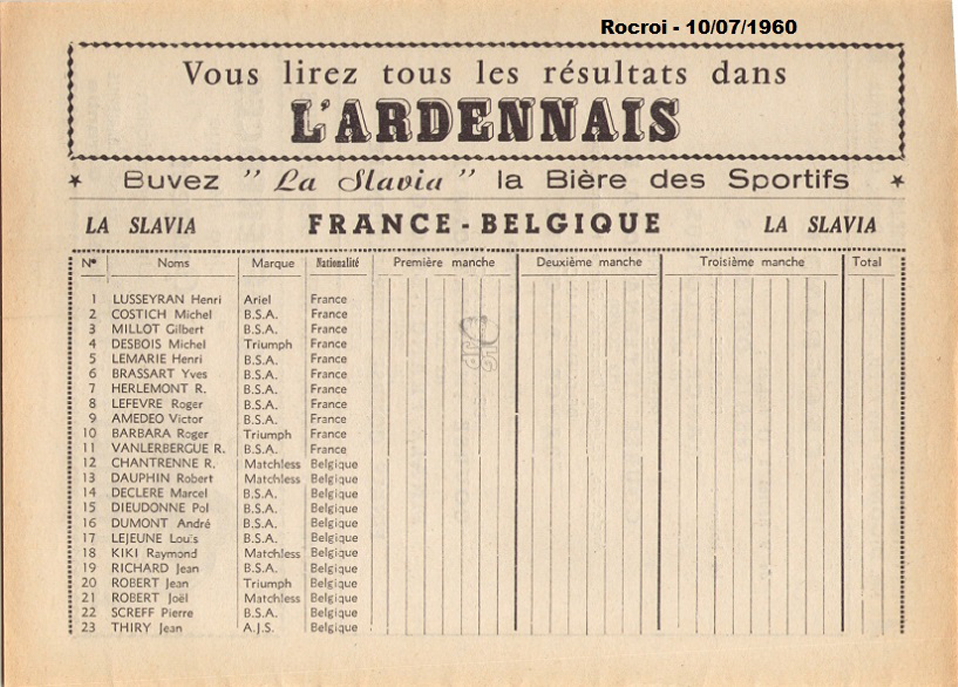 Rocroi - 10/07/1960
Vous lirez tous les résultats dans
L'ARDENNAIS
★ Buvez "La Slavia" la Bière des Sportifs ★
LA SLAVIA FRANCE - BELGIQUE LA SLAVIA
N° Noms Marque Nationalité Première manche Deuxième manche Troisième manche Total
1 LUSSEYRAN Henri Ariel France
2 COSTICH Michel B.S.A. France
3 MILLOT Gilbert B.S.A. France
4 DESBOIS Michel Triumph France
5 LEMARIE Henri B.S.A. France
6 BRASSART Yves B.S.A. France
7 HERLEMONT R. B.S.A. France
8 LEFEVRE Roger B.S.A. France
9 AMEDEO Victor B.S.A. France
10 BARBARA Roger Triumph France
11 VANLERBERGUE R. B.S.A. France
12 CHANTRENNE R. Matchless Belgique
13 DAUPHIN Robert Matchless Belgique
14 DECLERE Marcel B.S.A. Belgique
15 DIEUDONNE Pol B.S.A. Belgique
16 DUMONT André B.S.A. Belgique
17 LEJEUNE Louis B.S.A. Belgique
18 KIKI Raymond Matchless Belgique
19 RICHARD Jean B.S.A. Belgique
20 ROBERT Jean Triumph Belgique
21 ROBERT Joël Matchless Belgique
22 SCREFF Pierre B.S.A. Belgique
23 THIRY Jean A.J.S. Belgique